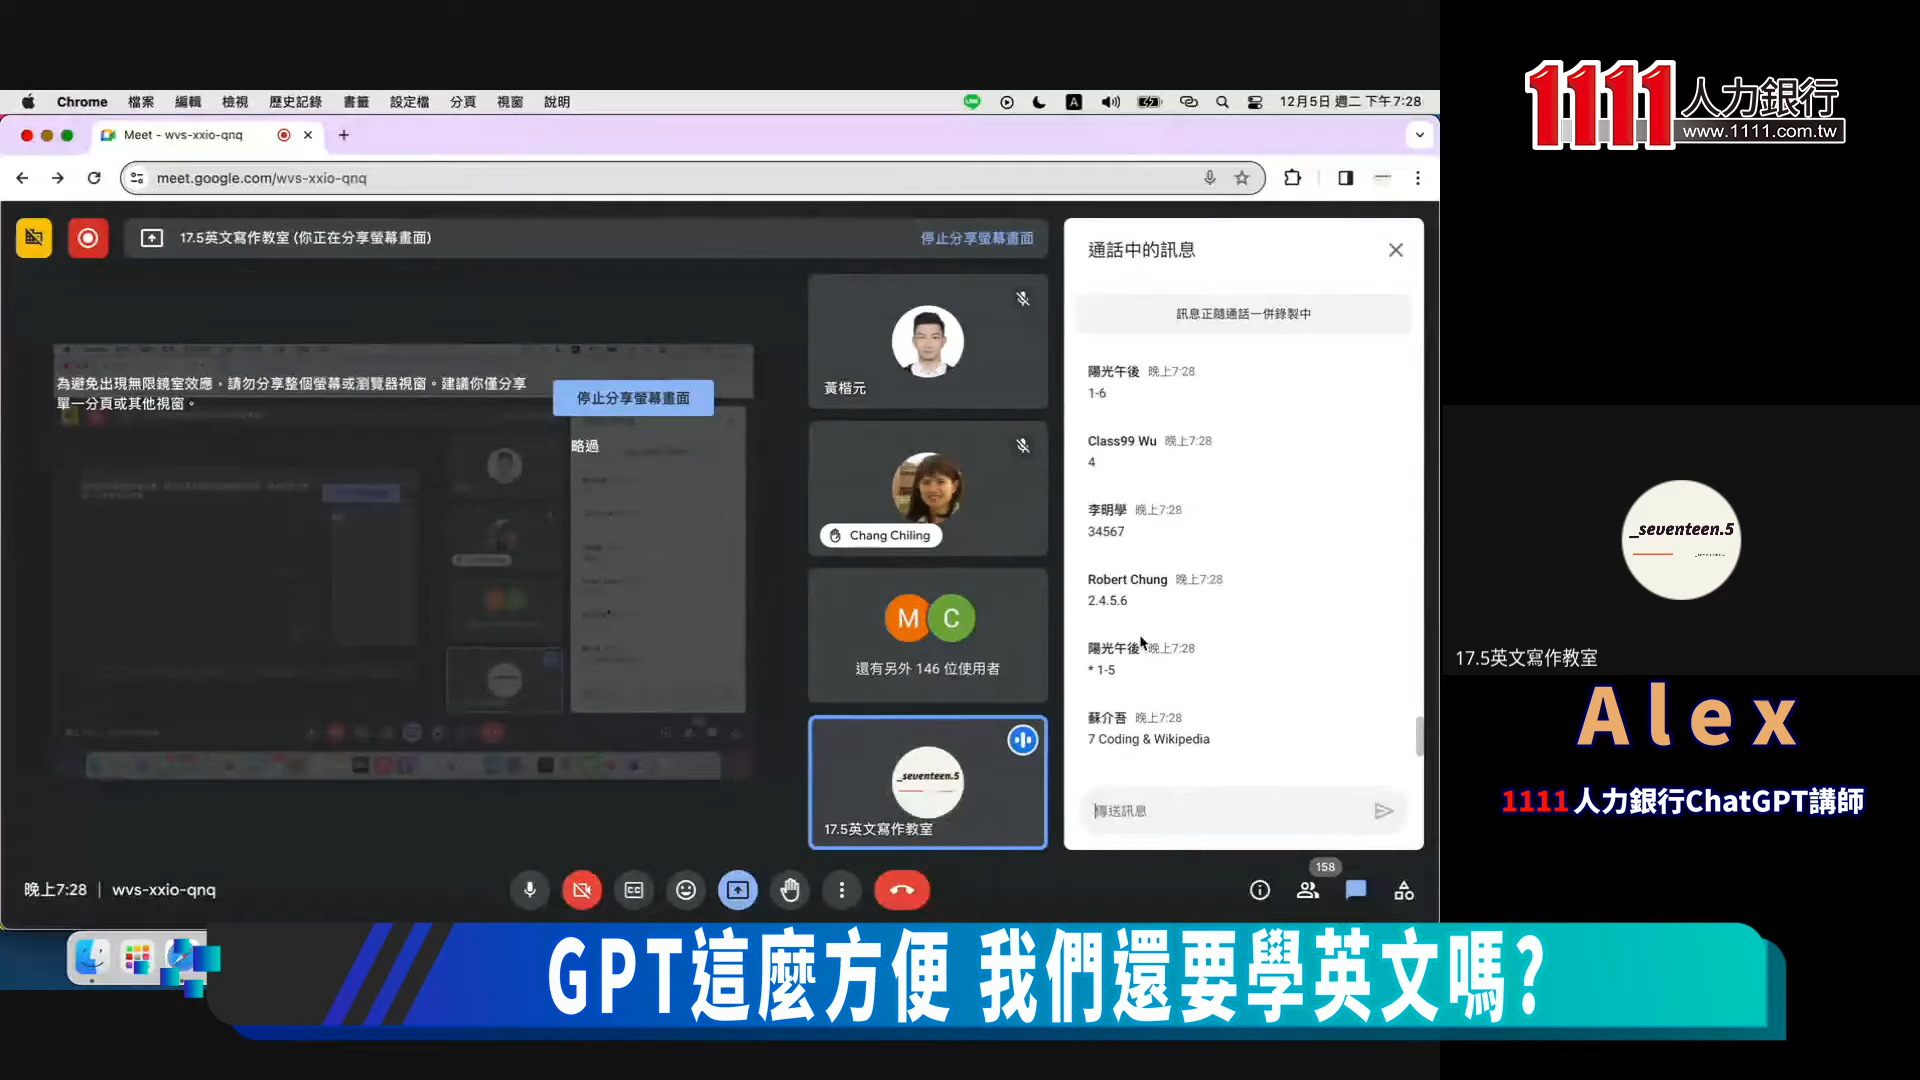 Chrome 檔案 編輯 檢視 歷史記錄 書籤 設定檔 分頁 視窗 說明
A
12月5日 週二 下午7:28
Meet - wvs-xxio-qnq
meet.google.com/wvs-xxio-qnq
17.5英文寫作教室 (你正在分享螢幕畫面)
停止分享螢幕畫面
為避免出現無限鏡室效應，請勿分享整個螢幕或瀏覽器視窗。建議你僅分享
單一分頁或其他視窗。
停止分享螢幕畫面
略過
黃楷元
Chang Chiling
M C
還有另外 146 位使用者
_seventeen.5
17.5英文寫作教室
通話中的訊息
訊息正隨通話一併錄製中
陽光午後 晚上7:28
1-6
Class99 Wu 晚上7:28
4
李明學 晚上7:28
34567
Robert Chung 晚上7:28
2.4.5.6
陽光午後 晚上7:28
* 1-5
蘇介吾 晚上7:28
7 Coding & Wikipedia
傳送訊息
晚上7:28 | wvs-xxio-qnq
CC
158
1111人力銀行
www.1111.com.tw
_seventeen.5
17.5英文寫作教室
Alex
1111人力銀行ChatGPT講師
GPT這麼方便 我們還要學英文嗎?